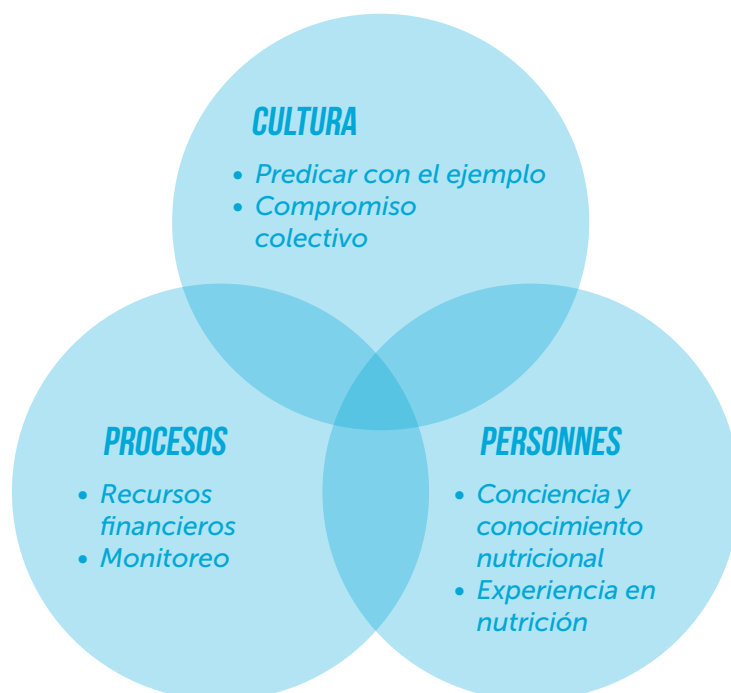 CULTURA
• Predicar con el ejemplo
• Compromiso
colectivo
PROCESOS
• Recursos
financieros
• Monitoreo
PERSONNES
• Conciencia y
conocimiento
nutricional
• Experiencia en
nutrición